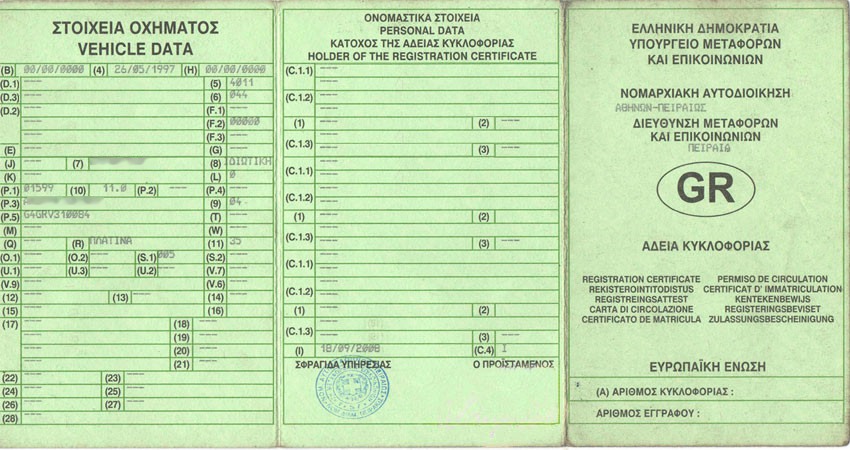 ΣΤΟΙΧΕΙΑ ΟΧΗΜΑΤΟΣ
VEHICLE DATA
(B) 00/00/0000 (4) 26/05/1997 (H) 00/00/0000
(D.1) --- (5) 4011
(D.3) --- (6) 044
(D.2) --- (F.1) ---
(F.2) 00000
(F.3) ---
(E) --- (G) ---
(J) --- (7) (8) ΙΔΙΩΤΙΚΗ
(K) --- (L) 0
(P.1) 01599 (10) 11.0 (P.2) --- (P.4) ---
(P.3) (9) 04
(P.5) G4GRV310084 (T) ---
(M) --- (W) ---
(Q) --- (R) ΠΛΑΤΙΝΑ (11) 35
(O.1) --- (O.2) --- (S.1) 005 (S.2) ---
(U.1) --- (U.3) --- (U.2) --- (V.7) ---
(V.9) --- (V.6) ---
(12) --- (13) --- (14) ---
(15) --- (16) ---
(17) --- (18) ---
(19) ---
(20) ---
(21) ---
(22) --- (23) ---
(24) --- (25) ---
(26) --- (27) ---
(28) ---
ΟΝΟΜΑΣΤΙΚΑ ΣΤΟΙΧΕΙΑ
PERSONAL DATA
ΚΑΤΟΧΟΣ ΤΗΣ ΑΔΕΙΑΣ ΚΥΚΛΟΦΟΡΙΑΣ
HOLDER OF THE REGISTRATION CERTIFICATE
(C.1.1) ---
(C.1.2) ---
(1) --- (2) ---
(C.1.3) ---
(3) ---
(C.1.1) ---
(C.1.2) ---
(1) --- (2) ---
(C.1.3) ---
(3) ---
(C.1.1) ---
(C.1.2) ---
(1) --- (2) ---
(C.1.3) ---
(3) ---
(I) 18/09/2008 (C.4) I
ΣΦΡΑΓΙΔΑ ΥΠΗΡΕΣΙΑΣ Ο ΠΡΟΪΣΤΑΜΕΝΟΣ
ΕΛΛΗΝΙΚΗ ΔΗΜΟΚΡΑΤΙΑ
ΥΠΟΥΡΓΕΙΟ ΜΕΤΑΦΟΡΩΝ
ΚΑΙ ΕΠΙΚΟΙΝΩΝΙΩΝ
ΝΟΜΑΡΧΙΑΚΗ ΑΥΤΟΔΙΟΙΚΗΣΗ
ΑΘΗΝΩΝ-ΠΕΙΡΑΙΩΣ
ΔΙΕΥΘΥΝΣΗ ΜΕΤΑΦΟΡΩΝ
ΚΑΙ ΕΠΙΚΟΙΝΩΝΙΩΝ
ΠΕΙΡΑΙΑ
GR
ΑΔΕΙΑ ΚΥΚΛΟΦΟΡΙΑΣ
REGISTRATION CERTIFICATE PERMISO DE CIRCULATION
REKISTEROINTITODISTUS CERTIFICAT D' IMMATRICULATION
REGISTREINGSATTEST KENTEKENBEWIJS
CARTA DI CIRCOLAZIONE REGISTERINGSBEVISET
CERTIFICATO DE MATRICULA ZULASSUNGSBESCHEINIGUNG
ΕΥΡΩΠΑΪΚΗ ΕΝΩΣΗ
(A) ΑΡΙΘΜΟΣ ΚΥΚΛΟΦΟΡΙΑΣ :
ΑΡΙΘΜΟΣ ΕΓΓΡΑΦΟΥ :